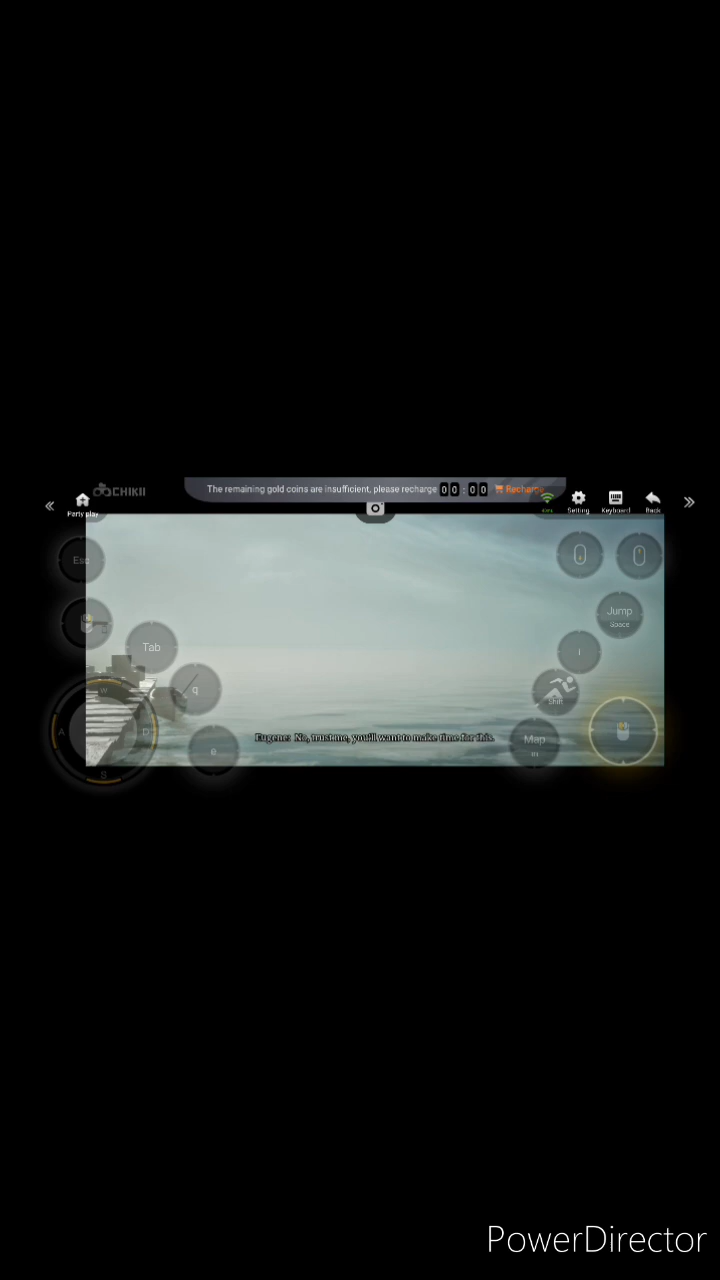 CHIKII
The remaining gold coins are insufficient, please recharge 00:00 Recharge
Party play
Setting
Keyboard
Back
Esc
Jump
Space
Tab
i
q
Shift
W
A
D
S
e
Map
Eugene: No, trust me, you'll want to make time for this.
PowerDirector